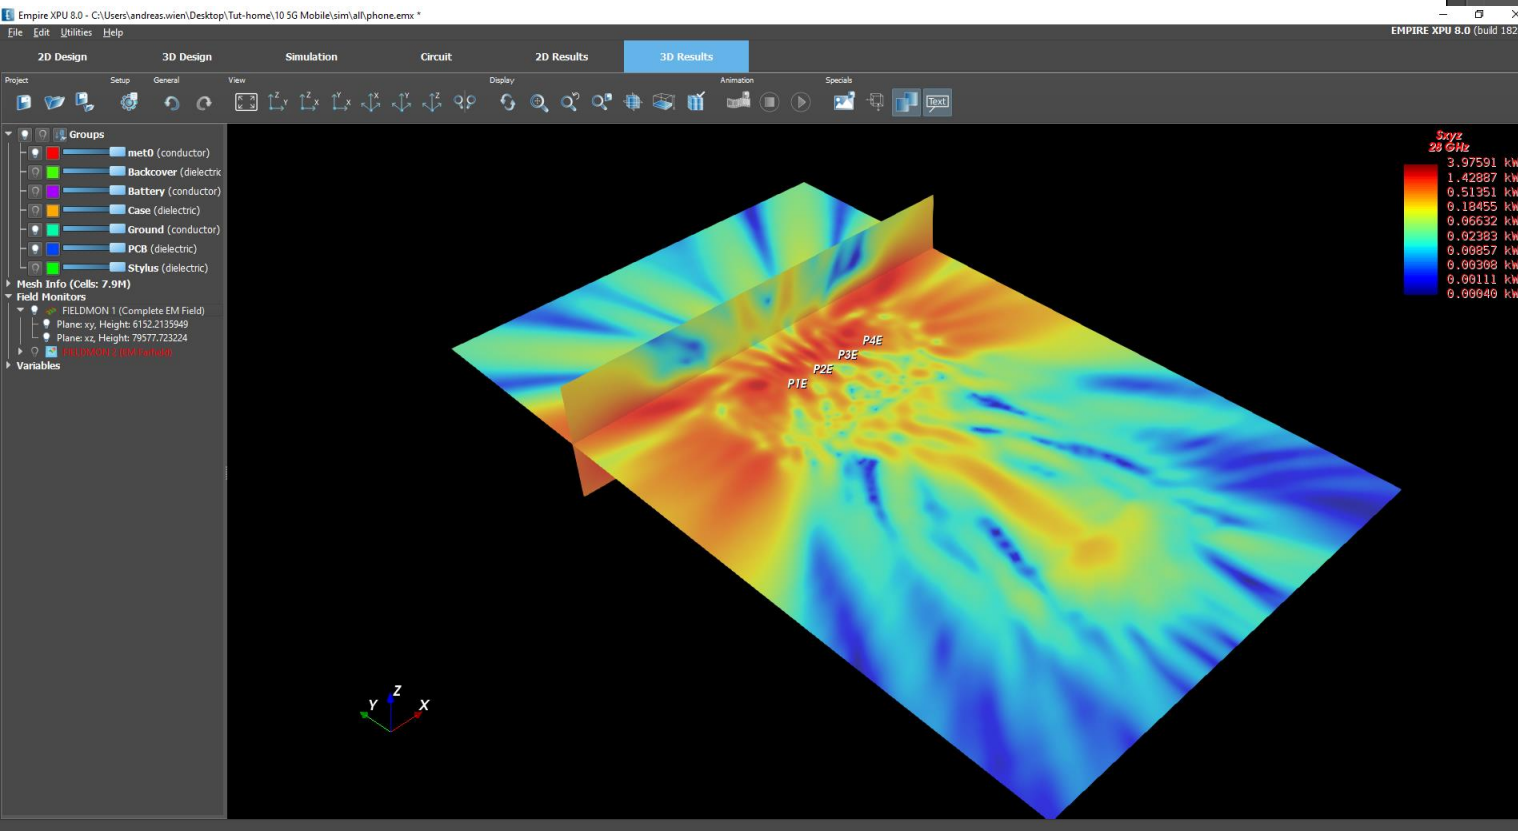 Empire XPU 8.0 - C:\Users\andreas.wien\Desktop\Tut-home\10 5G Mobile\sim\all\phone.emx *
File Edit Utilities Help
EMPIRE XPU 8.0 (build 182
2D Design 3D Design Simulation Circuit 2D Results 3D Results
Project Setup General View Display Animation Specials
Z Y Z X Y X X Y Z Text
Groups
met0 (conductor)
Backcover (dielectric
Battery (conductor)
Case (dielectric)
Ground (conductor)
PCB (dielectric)
Stylus (dielectric)
Mesh Info (Cells: 7.9M)
Field Monitors
FIELDMON 1 (Complete EM Field)
Plane: xy, Height: 6152.2135949
Plane: xz, Height: 79577.723224
FIELDMON 2 (EM Farfield)
Variables
Sxyz
28 GHz
3.97591 kW
1.42887 kW
0.51351 kW
0.18455 kW
0.06632 kW
0.02383 kW
0.00857 kW
0.00308 kW
0.00111 kW
0.00040 kW
P4E
P3E
P2E
P1E
Z
Y X